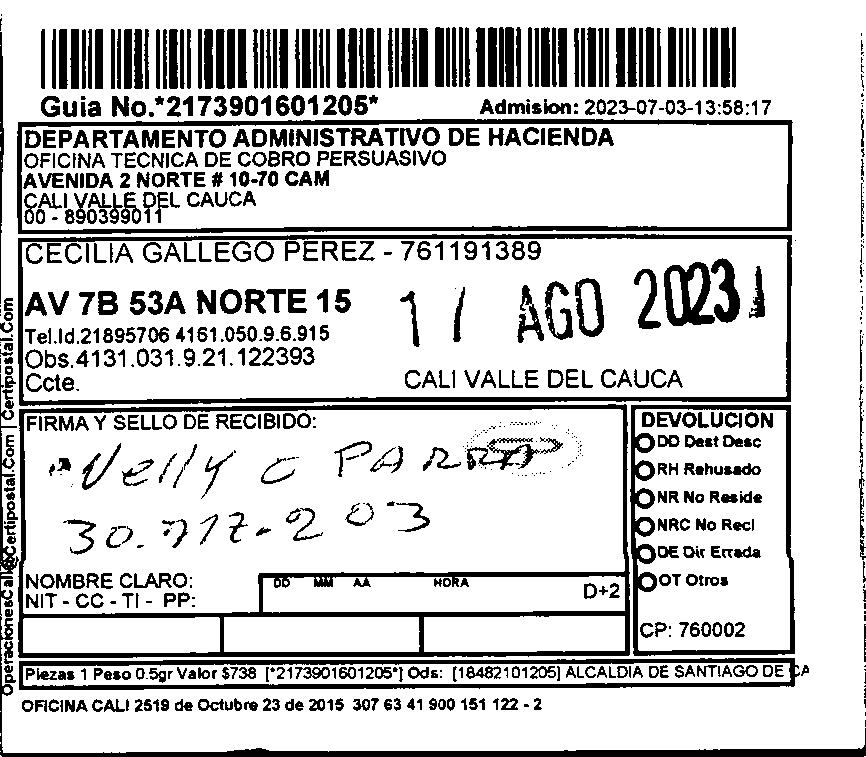 Guia No.*2173901601205*
Admision: 2023-07-03-13:58:17
DEPARTAMENTO ADMINISTRATIVO DE HACIENDA
OFICINA TECNICA DE COBRO PERSUASIVO
AVENIDA 2 NORTE # 10-70 CAM
CALI VALLE DEL CAUCA
00 - 890399011
CECILIA GALLEGO PEREZ - 761191389
AV 7B 53A NORTE 15
Tel.Id.21895706 4161.050.9.6.915
Obs.4131.031.9.21.122393
Ccte.
AGO 2023
CALI VALLE DEL CAUCA
FIRMA Y SELLO DE RECIBIDO:
Nelly C PARRA
30.717.203
NOMBRE CLARO:
NIT - CC - TI - PP:
DD MM AA HORA
D+2
DEVOLUCION
DD Dest Desc
RH Rehusado
NR No Reside
NRC No Recl
DE Dir Errada
OT Otros
CP: 760002
Piezas 1 Peso 0.5gr Valor $738 [*2173901601205*] Ods: [18482101205] ALCALDIA DE SANTIAGO DE CA
OFICINA CALI 2519 de Octubre 23 de 2015 307 63 41 900 151 122 - 2
OperacionesCali@Certipostal.Com | Certipostal.Com